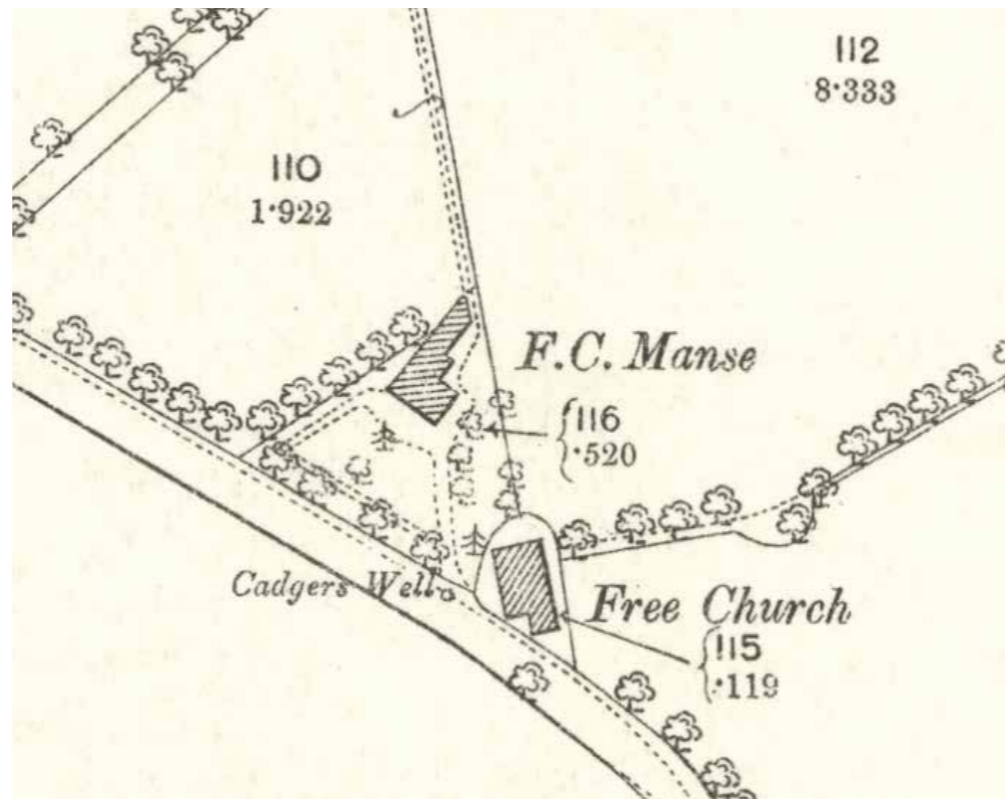 112
8·333
110
1·922
F.C. Manse
116
·520
Cadgers Well
Free Church
115
·119